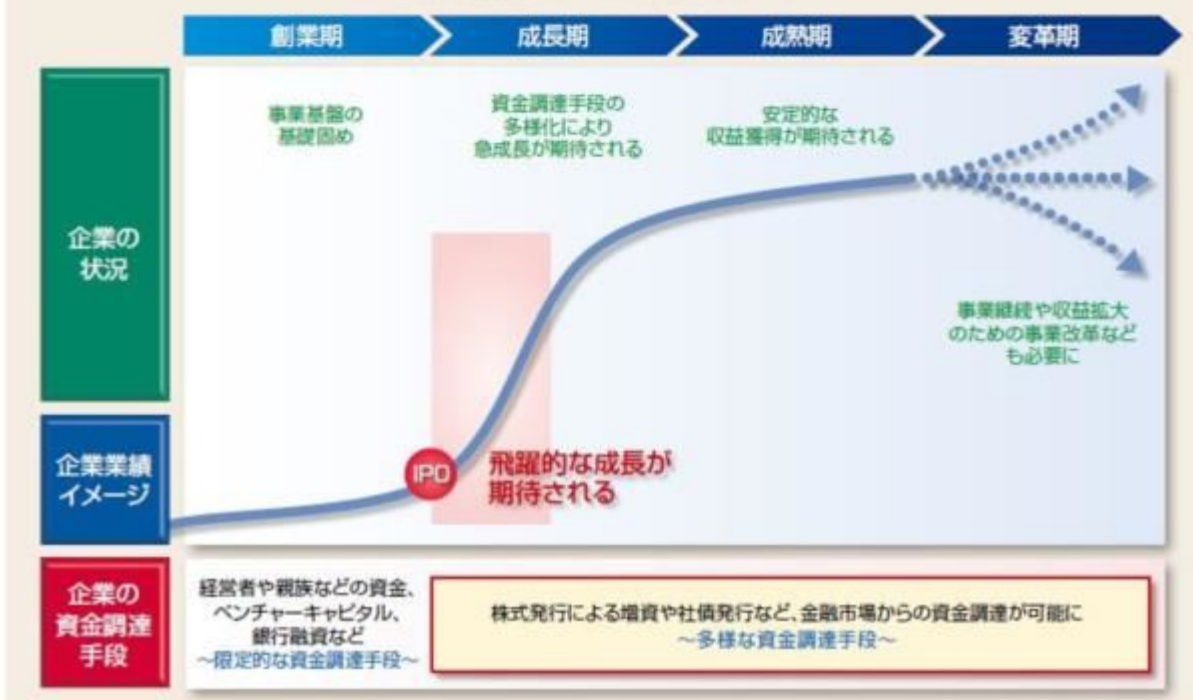 創業期
成長期
成熟期
変革期
企業の
状況
事業基盤の
基礎固め
資金調達手段の
多様化により
急成長が期待される
安定的な
収益獲得が期待される
事業継続や収益拡大
のための事業改革など
も必要に
企業業績
イメージ
IPO
飛躍的な成長が
期待される
企業の
資金調達
手段
経営者や親族などの資金、
ベンチャーキャピタル、
銀行融資など
～限定的な資金調達手段～
株式発行による増資や社債発行など、金融市場からの資金調達が可能に
～多様な資金調達手段～